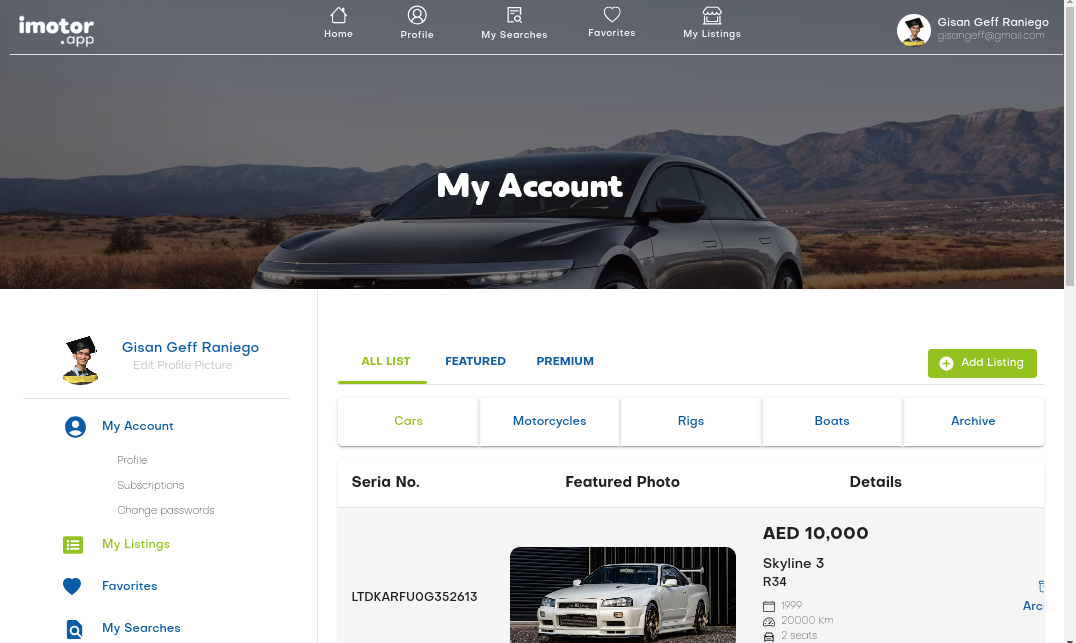 imotor
.app
Home
Profile
My Searches
Favorites
My Listings
Gisan Geff Raniego
gisangeff@gmail.com
My Account
Gisan Geff Raniego
Edit Profile Picture
My Account
Profile
Subscriptions
Change passwords
My Listings
Favorites
My Searches
ALL LIST
FEATURED
PREMIUM
Add Listing
Cars
Motorcycles
Rigs
Boats
Archive
Seria No.
Featured Photo
Details
LTDKARFU0G352613
AED 10,000
Skyline 3
R34
1999
20000 Km
2 seats
Arc